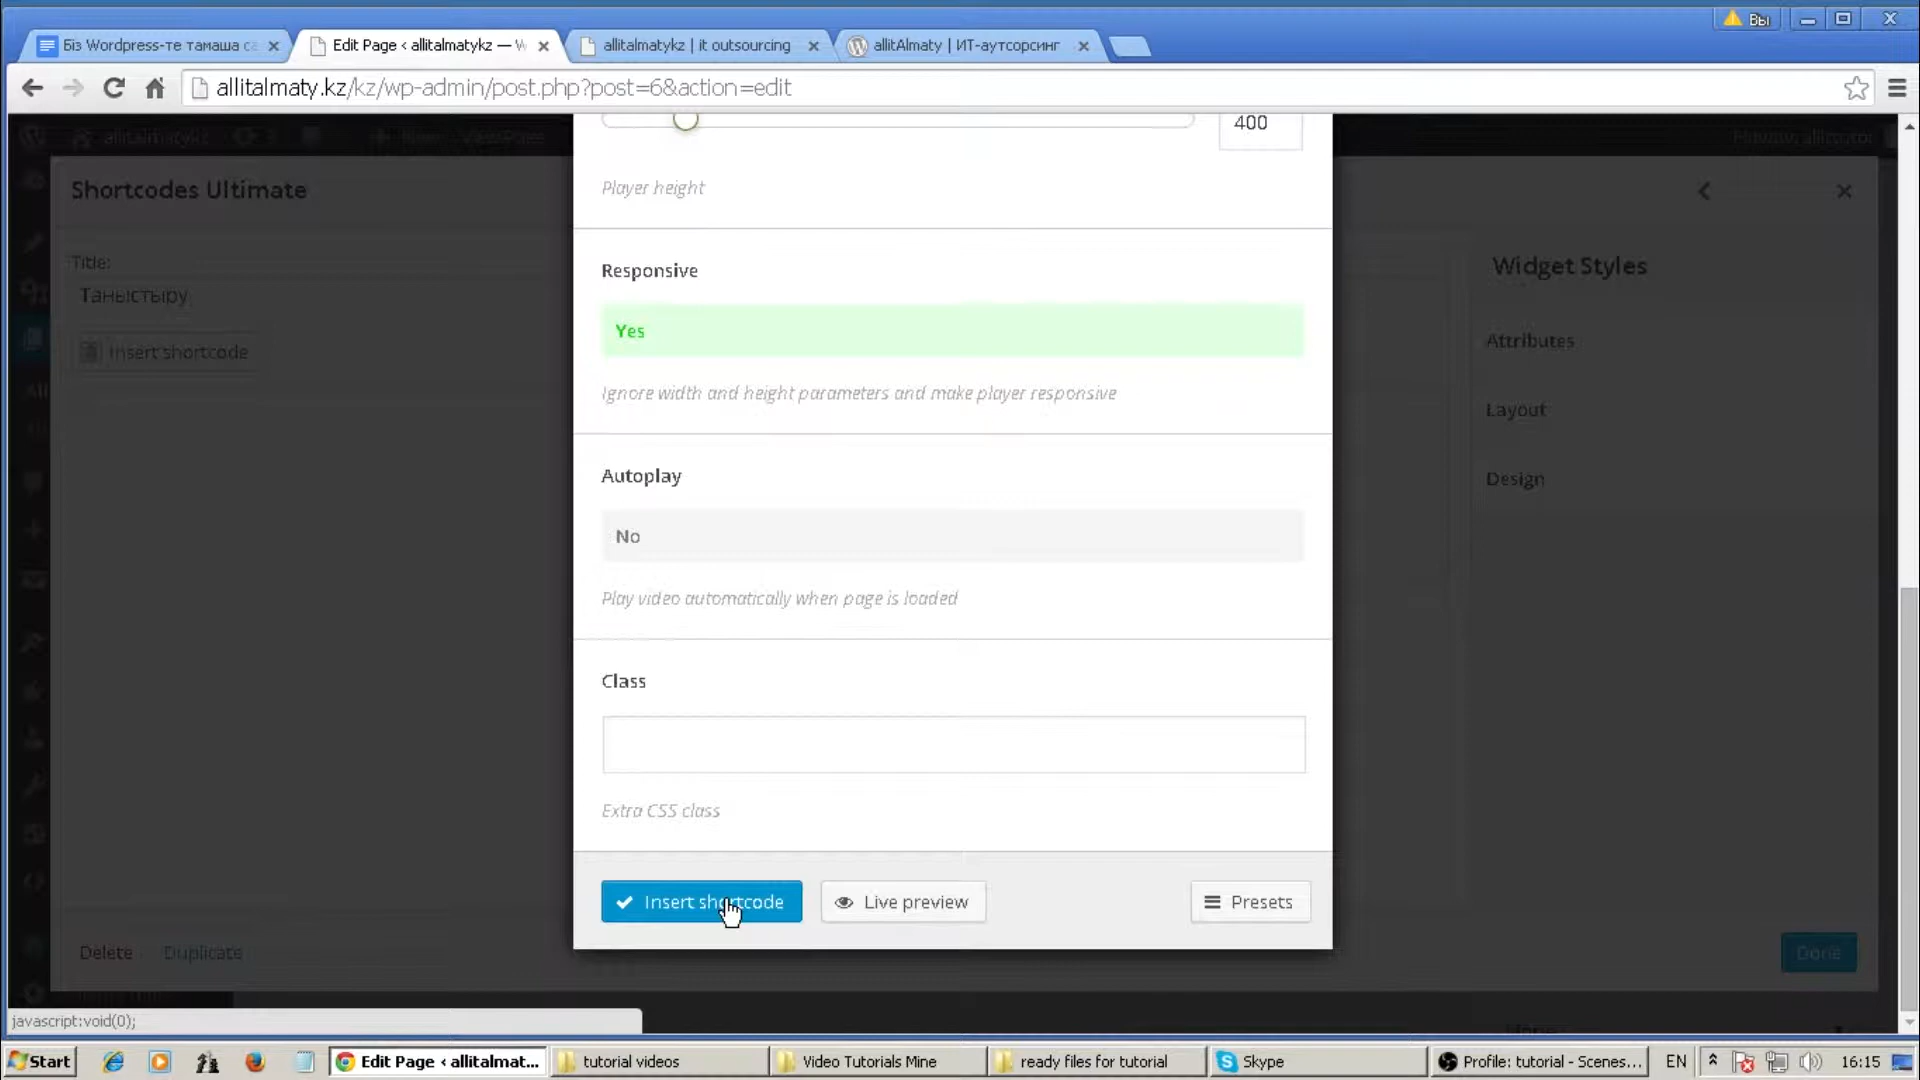 Вы
Біз Wordpress-те тамаша са
Edit Page ‹ allitalmatykz — W
allitalmatykz | it outsourcing
allitAlmaty | ИТ-аутсорсинг
allitalmaty.kz/kz/wp-admin/post.php?post=6&action=edit
allitalmatykz
400
Player height
Shortcodes Ultimate
Title:
Таныстыру
Insert shortcode
Responsive
Yes
Ignore width and height parameters and make player responsive
Autoplay
No
Play video automatically when page is loaded
Class
Extra CSS class
Insert shortcode
Live preview
Presets
Widget Styles
Attributes
Layout
Design
Delete
Duplicate
Done
javascript:void(0);
Start
Edit Page ‹ allitalmat...
tutorial videos
Video Tutorials Mine
ready files for tutorial
Skype
Profile: tutorial - Scenes...
EN
16:15